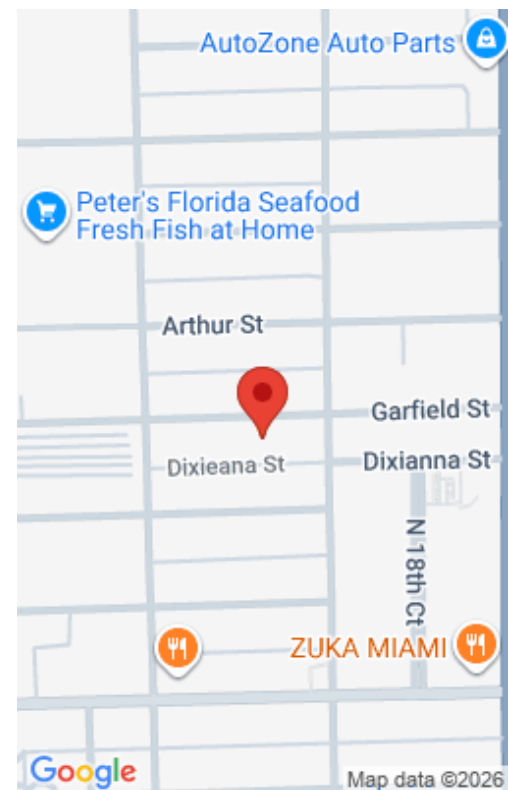 AutoZone Auto Parts
Peter's Florida Seafood
Fresh Fish at Home
Arthur St
Garfield St
Dixieana St
Dixianna St
N 18th Ct
ZUKA MIAMI
Google
Map data ©2026